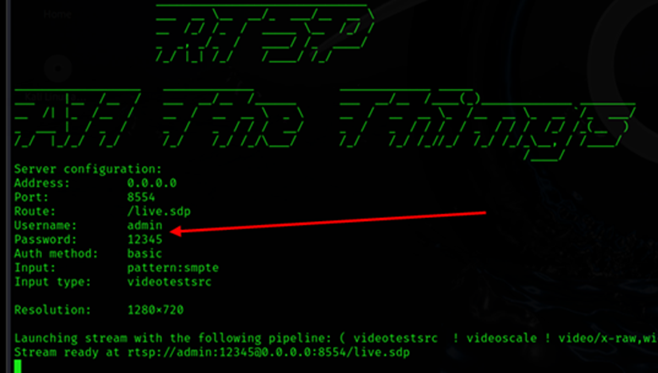 Home
RTSP
All The Things
Server configuration:
Address: 0.0.0.0
Port: 8554
Route: /live.sdp
Username: admin
Password: 12345
Auth method: basic
Input: pattern:smpte
Input type: videotestsrc
Resolution: 1280×720
Launching stream with the following pipeline: ( videotestsrc ! videoscale ! video/x-raw,wi
Stream ready at rtsp://admin:12345@0.0.0.0:8554/live.sdp